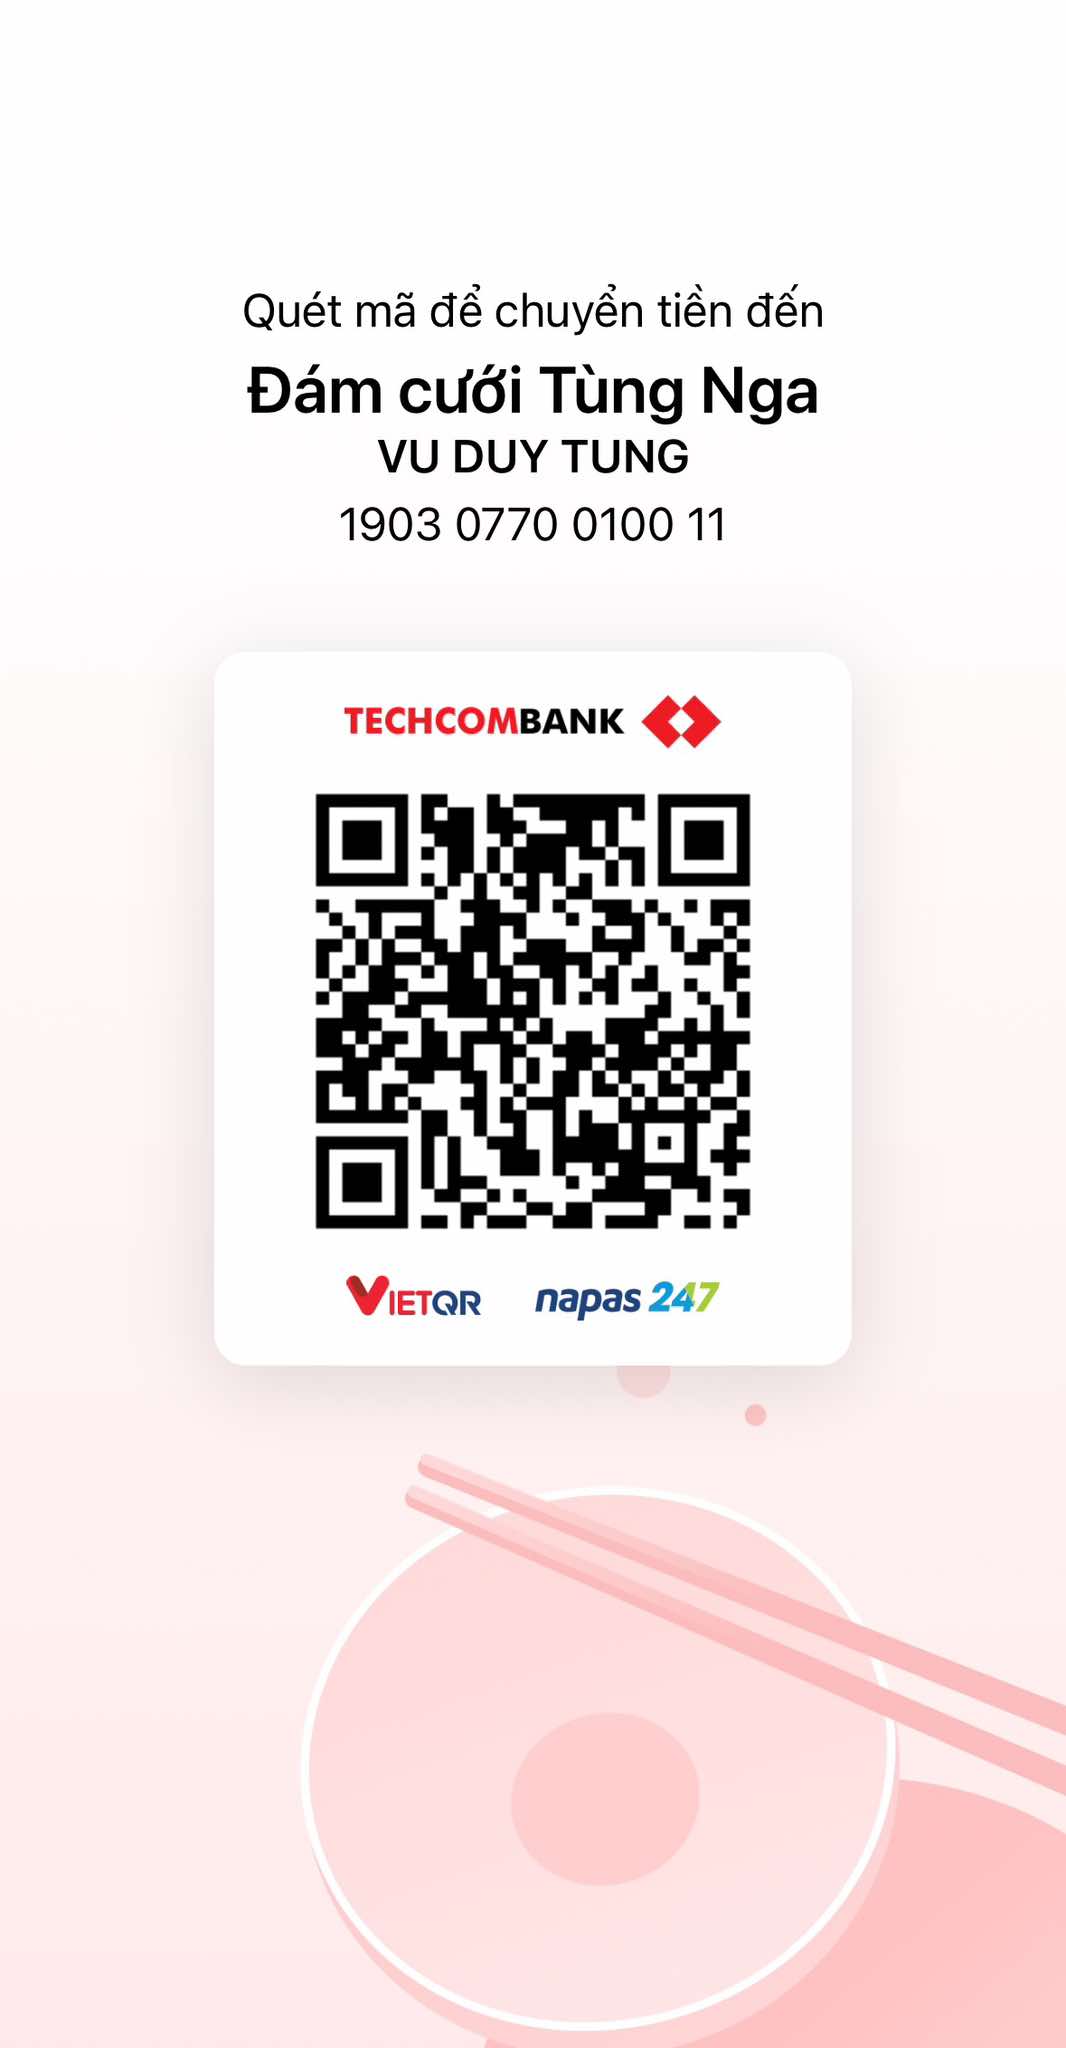 Quét mã để chuyển tiền đến
Đám cưới Tùng Nga
VU DUY TUNG
1903 0770 0100 11
TECHCOMBANK
VIETQR
napas 247